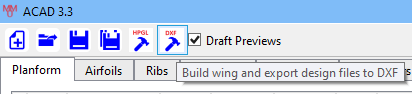 ACAD 3.3
HPGL DXF Draft Previews
Planform Airfoils Ribs
Build wing and export design files to DXF